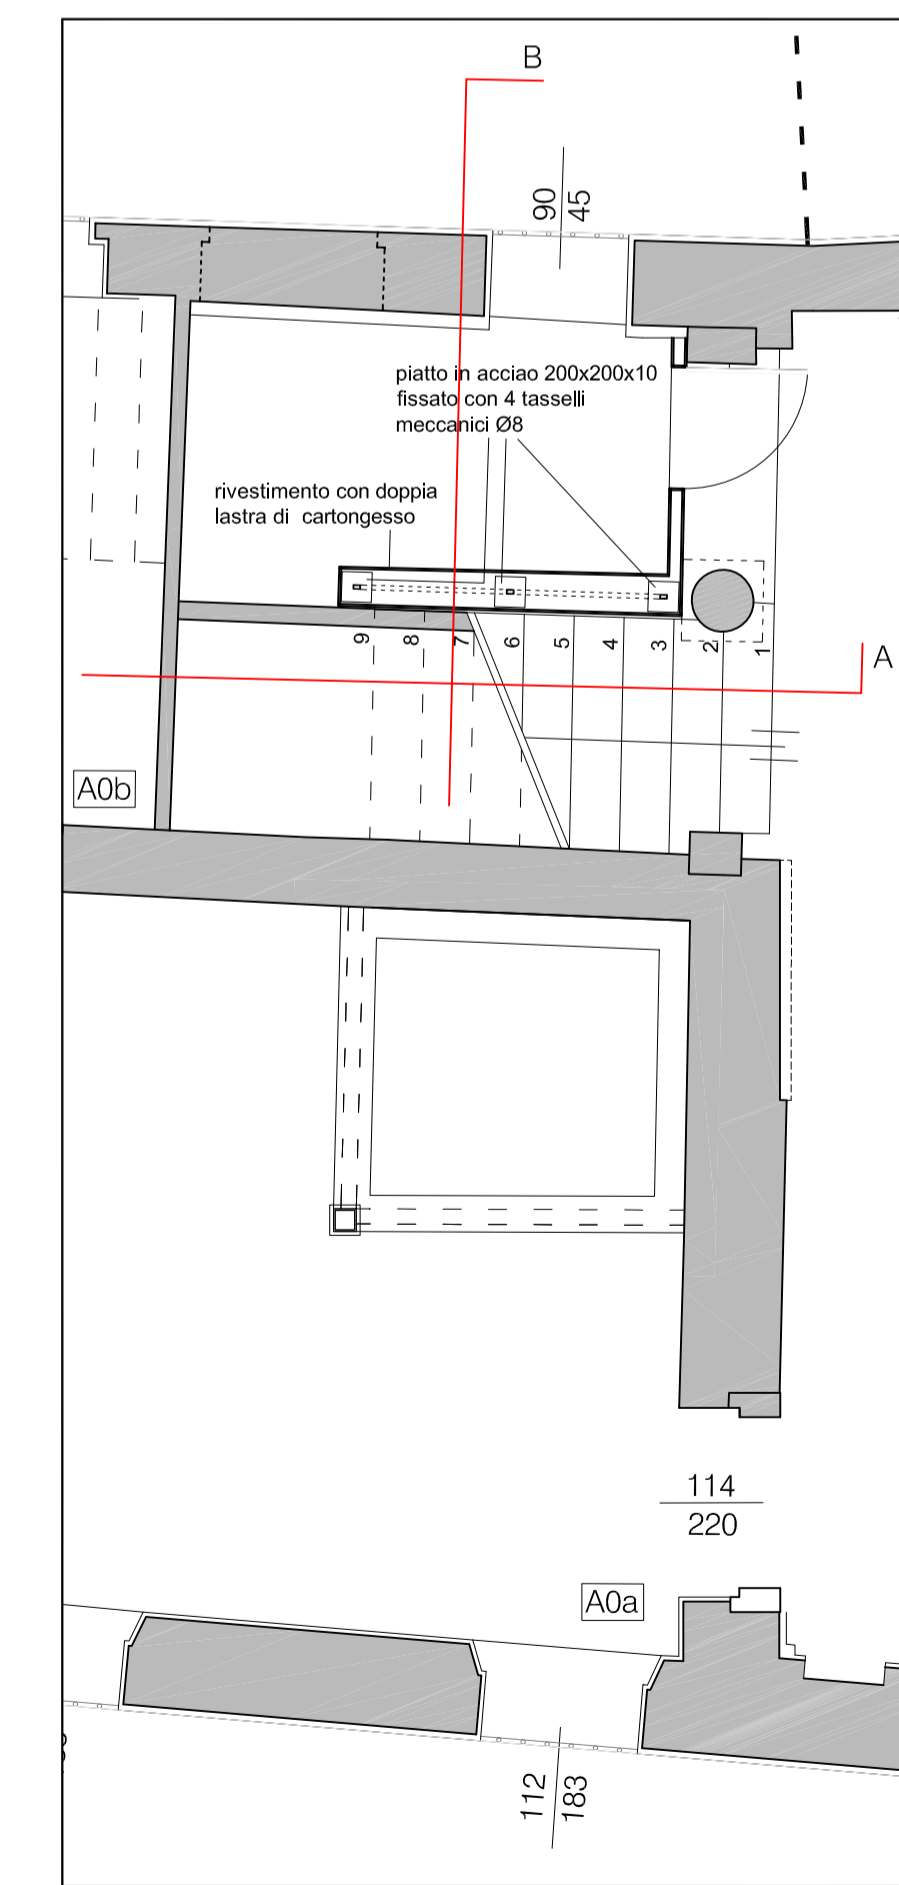 B
90
45
piatto in acciao 200x200x10
fissato con 4 tasselli
meccanici Ø8
rivestimento con doppia
lastra di cartongesso
9
8
7
6
5
4
3
2
1
A
A0b
114
220
A0a
112
183